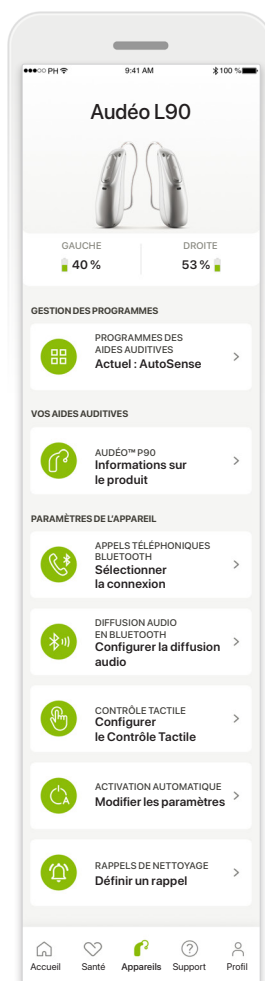 ●●●○○ PH 9:41 AM 100 %
Audéo L90
GAUCHE DROITE
40 % 53 %
GESTION DES PROGRAMMES
PROGRAMMES DES
AIDES AUDITIVES
Actuel : AutoSense
VOS AIDES AUDITIVES
AUDÉO™ P90
Informations sur
le produit
PARAMÈTRES DE L'APPAREIL
APPELS TÉLÉPHONIQUES
BLUETOOTH
Sélectionner
la connexion
DIFFUSION AUDIO
EN BLUETOOTH
Configurer la diffusion
audio
CONTRÔLE TACTILE
Configurer
le Contrôle Tactile
ACTIVATION AUTOMATIQUE
A
Modifier les paramètres
RAPPELS DE NETTOYAGE
Définir un rappel
Accueil Santé Appareils Support Profil